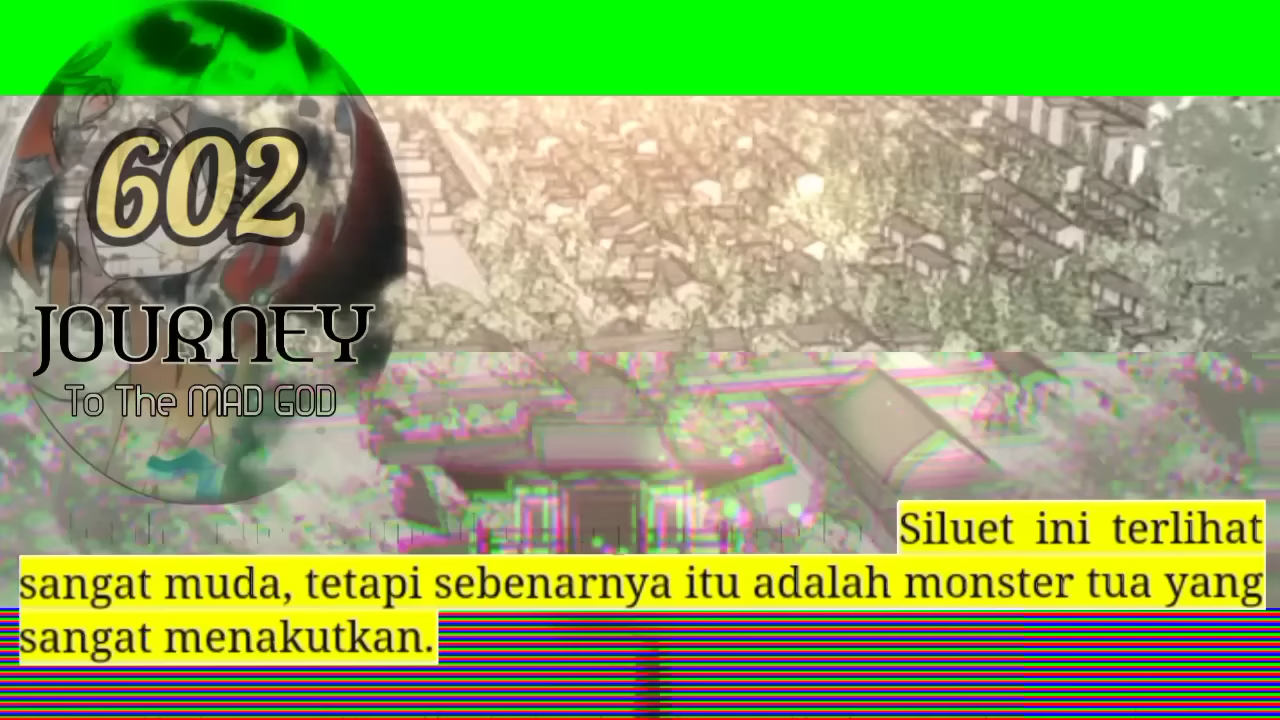 602
JOURNEY
To The MAD GOD
Siluet ini terlihat
sangat muda, tetapi sebenarnya itu adalah monster tua yang
sangat menakutkan.